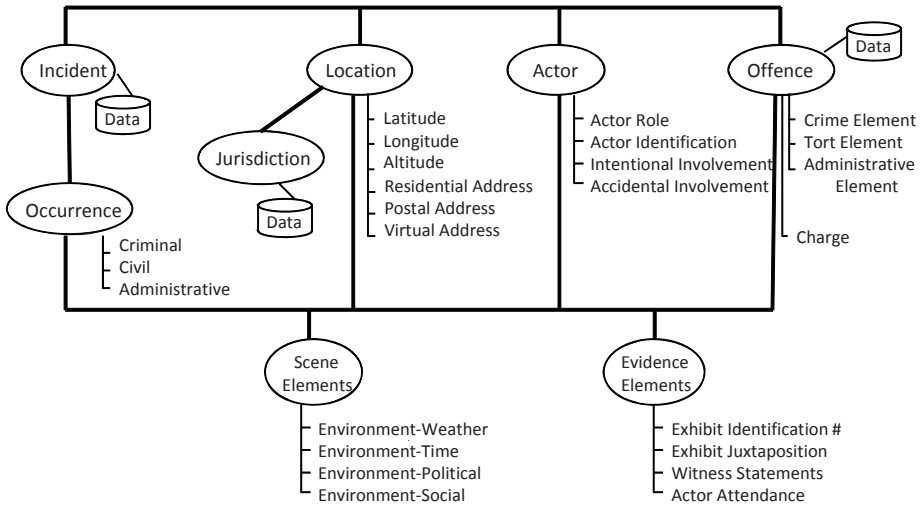 Incident
Data
Occurrence
Criminal
Civil
Administrative
Location
Latitude
Longitude
Altitude
Residential Address
Postal Address
Virtual Address
Jurisdiction
Data
Actor
Actor Role
Actor Identification
Intentional Involvement
Accidental Involvement
Offence
Data
Crime Element
Tort Element
Administrative
Element
Charge
Scene
Elements
Environment-Weather
Environment-Time
Environment-Political
Environment-Social
Evidence
Elements
Exhibit Identification #
Exhibit Juxtaposition
Witness Statements
Actor Attendance